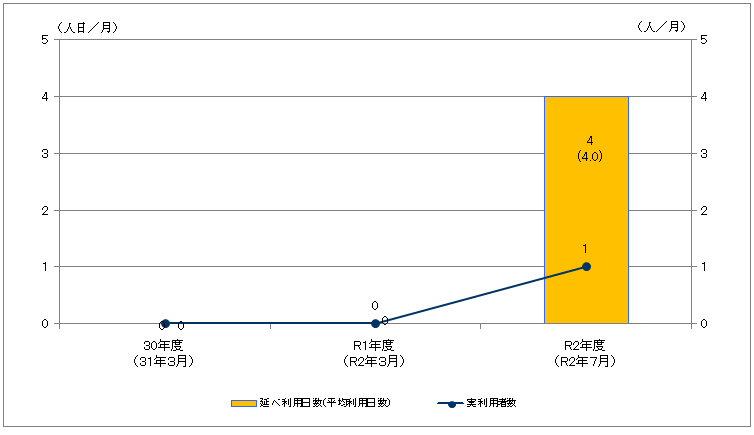 （人日／月）
（人／月）
5
5
4
4
4
(4.0)
3
3
2
2
1
1
1
0
0
0
0
0
0
30年度
（31年3月）
R1年度
（R2年3月）
R2年度
（R2年7月）
延べ利用日数(平均利用日数)
実利用者数